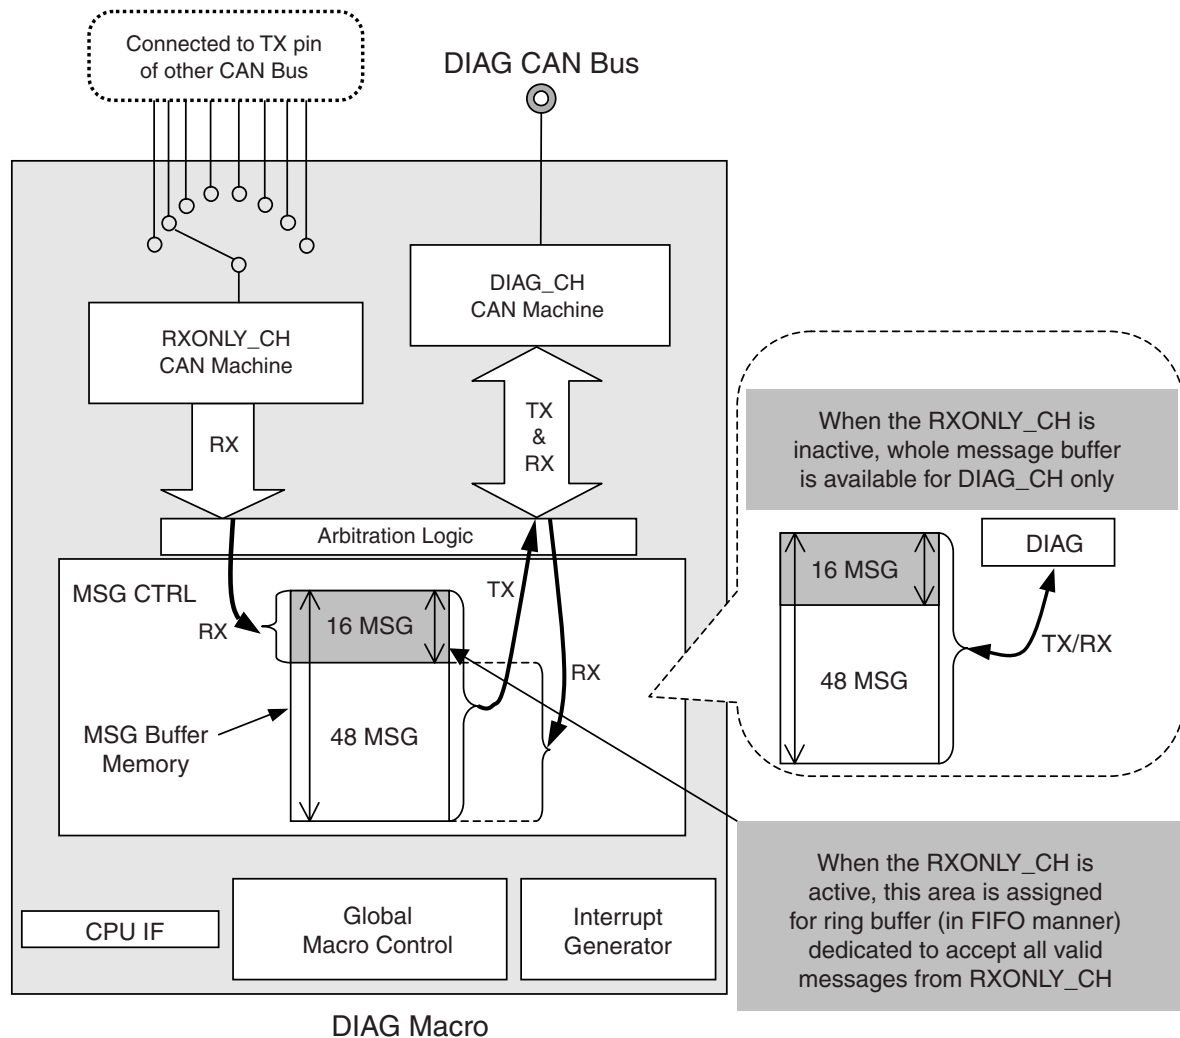 Connected to TX pin
of other CAN Bus
DIAG CAN Bus
DIAG_CH
CAN Machine
RXONLY_CH
CAN Machine
RX
TX
&
RX
Arbitration Logic
MSG CTRL
RX
16 MSG
TX
RX
MSG Buffer
Memory
48 MSG
CPU IF
Global
Macro Control
Interrupt
Generator
DIAG Macro
When the RXONLY_CH is
inactive, whole message buffer
is available for DIAG_CH only
DIAG
16 MSG
TX/RX
48 MSG
When the RXONLY_CH is
active, this area is assigned
for ring buffer (in FIFO manner)
dedicated to accept all valid
messages from RXONLY_CH